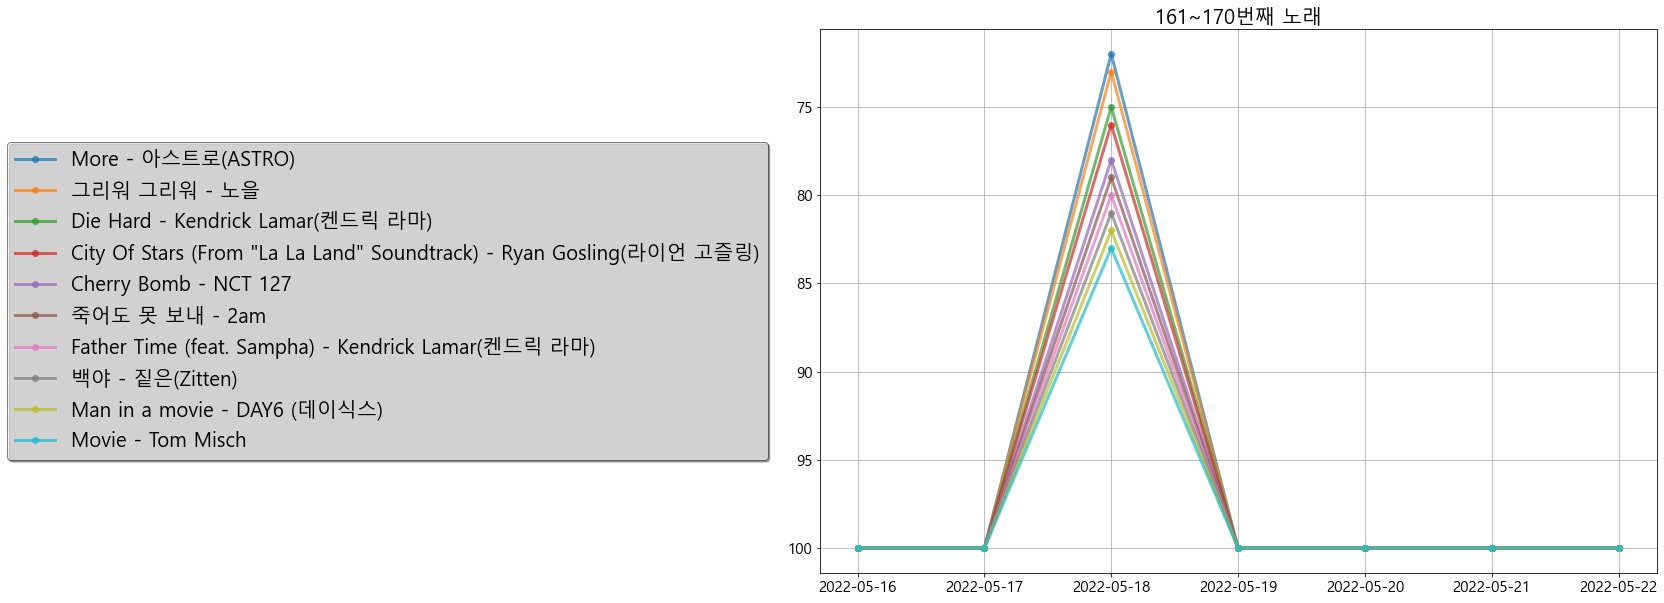 161~170번째 노래
More - 아스트로(ASTRO)
그리워 그리워 - 노을
Die Hard - Kendrick Lamar(켄드릭 라마)
City Of Stars (From "La La Land" Soundtrack) - Ryan Gosling(라이언 고즐링)
Cherry Bomb - NCT 127
죽어도 못 보내 - 2am
Father Time (feat. Sampha) - Kendrick Lamar(켄드릭 라마)
백야 - 짙은(Zitten)
Man in a movie - DAY6 (데이식스)
Movie - Tom Misch
75
80
85
90
95
100
2022-05-16 2022-05-17 2022-05-18 2022-05-19 2022-05-20 2022-05-21 2022-05-22